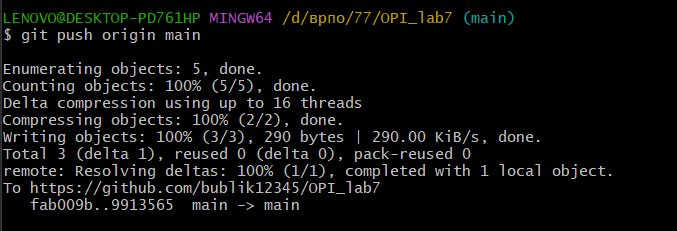 LENOVO@DESKTOP-PD761HP MINGW64 /d/врпо/77/OPI_lab7 (main)
$ git push origin main
Enumerating objects: 5, done.
Counting objects: 100% (5/5), done.
Delta compression using up to 16 threads
Compressing objects: 100% (2/2), done.
Writing objects: 100% (3/3), 290 bytes | 290.00 KiB/s, done.
Total 3 (delta 1), reused 0 (delta 0), pack-reused 0
remote: Resolving deltas: 100% (1/1), completed with 1 local object.
To https://github.com/bublik12345/OPI_lab7
   fab009b..9913565  main -> main